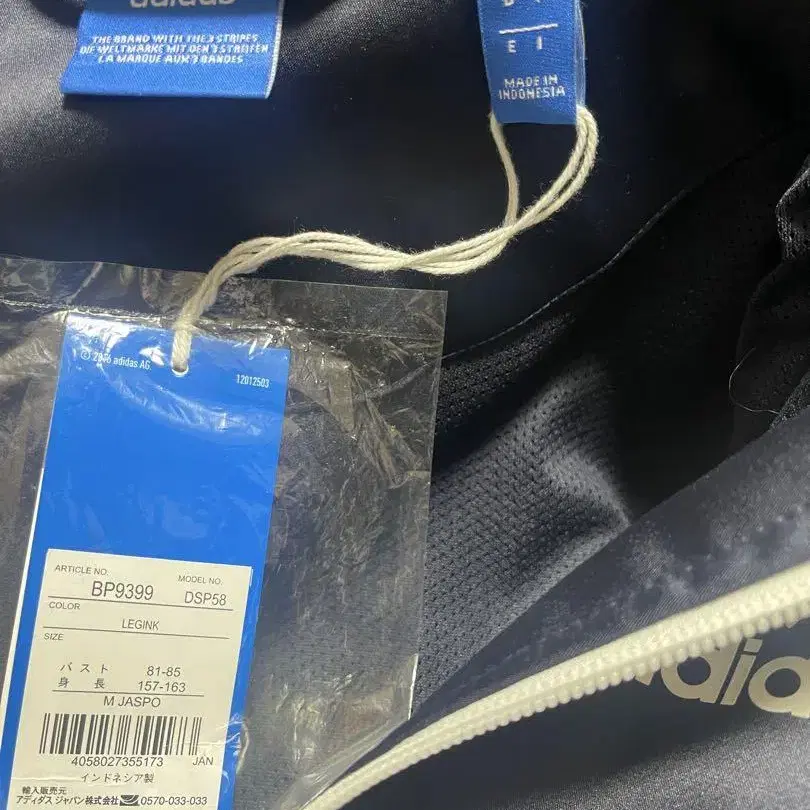 adidas
THE BRAND WITH THE 3 STRIPES
DIE WELTMARKE MIT DEN 3 STREIFEN
LA MARQUE AUX 3 BANDES
E I
MADE IN
INDONESIA
© 2016 adidas AG.
12012503
ARTICLE NO.
MODEL NO.
BP9399
DSP58
COLOR
LEGINK
SIZE
バスト 81-85
身長 157-163
M JASPO
4058027355173 JAN
インドネシア製
輸入販売元
アディダス ジャパン株式会社 0570-033-033
adidas